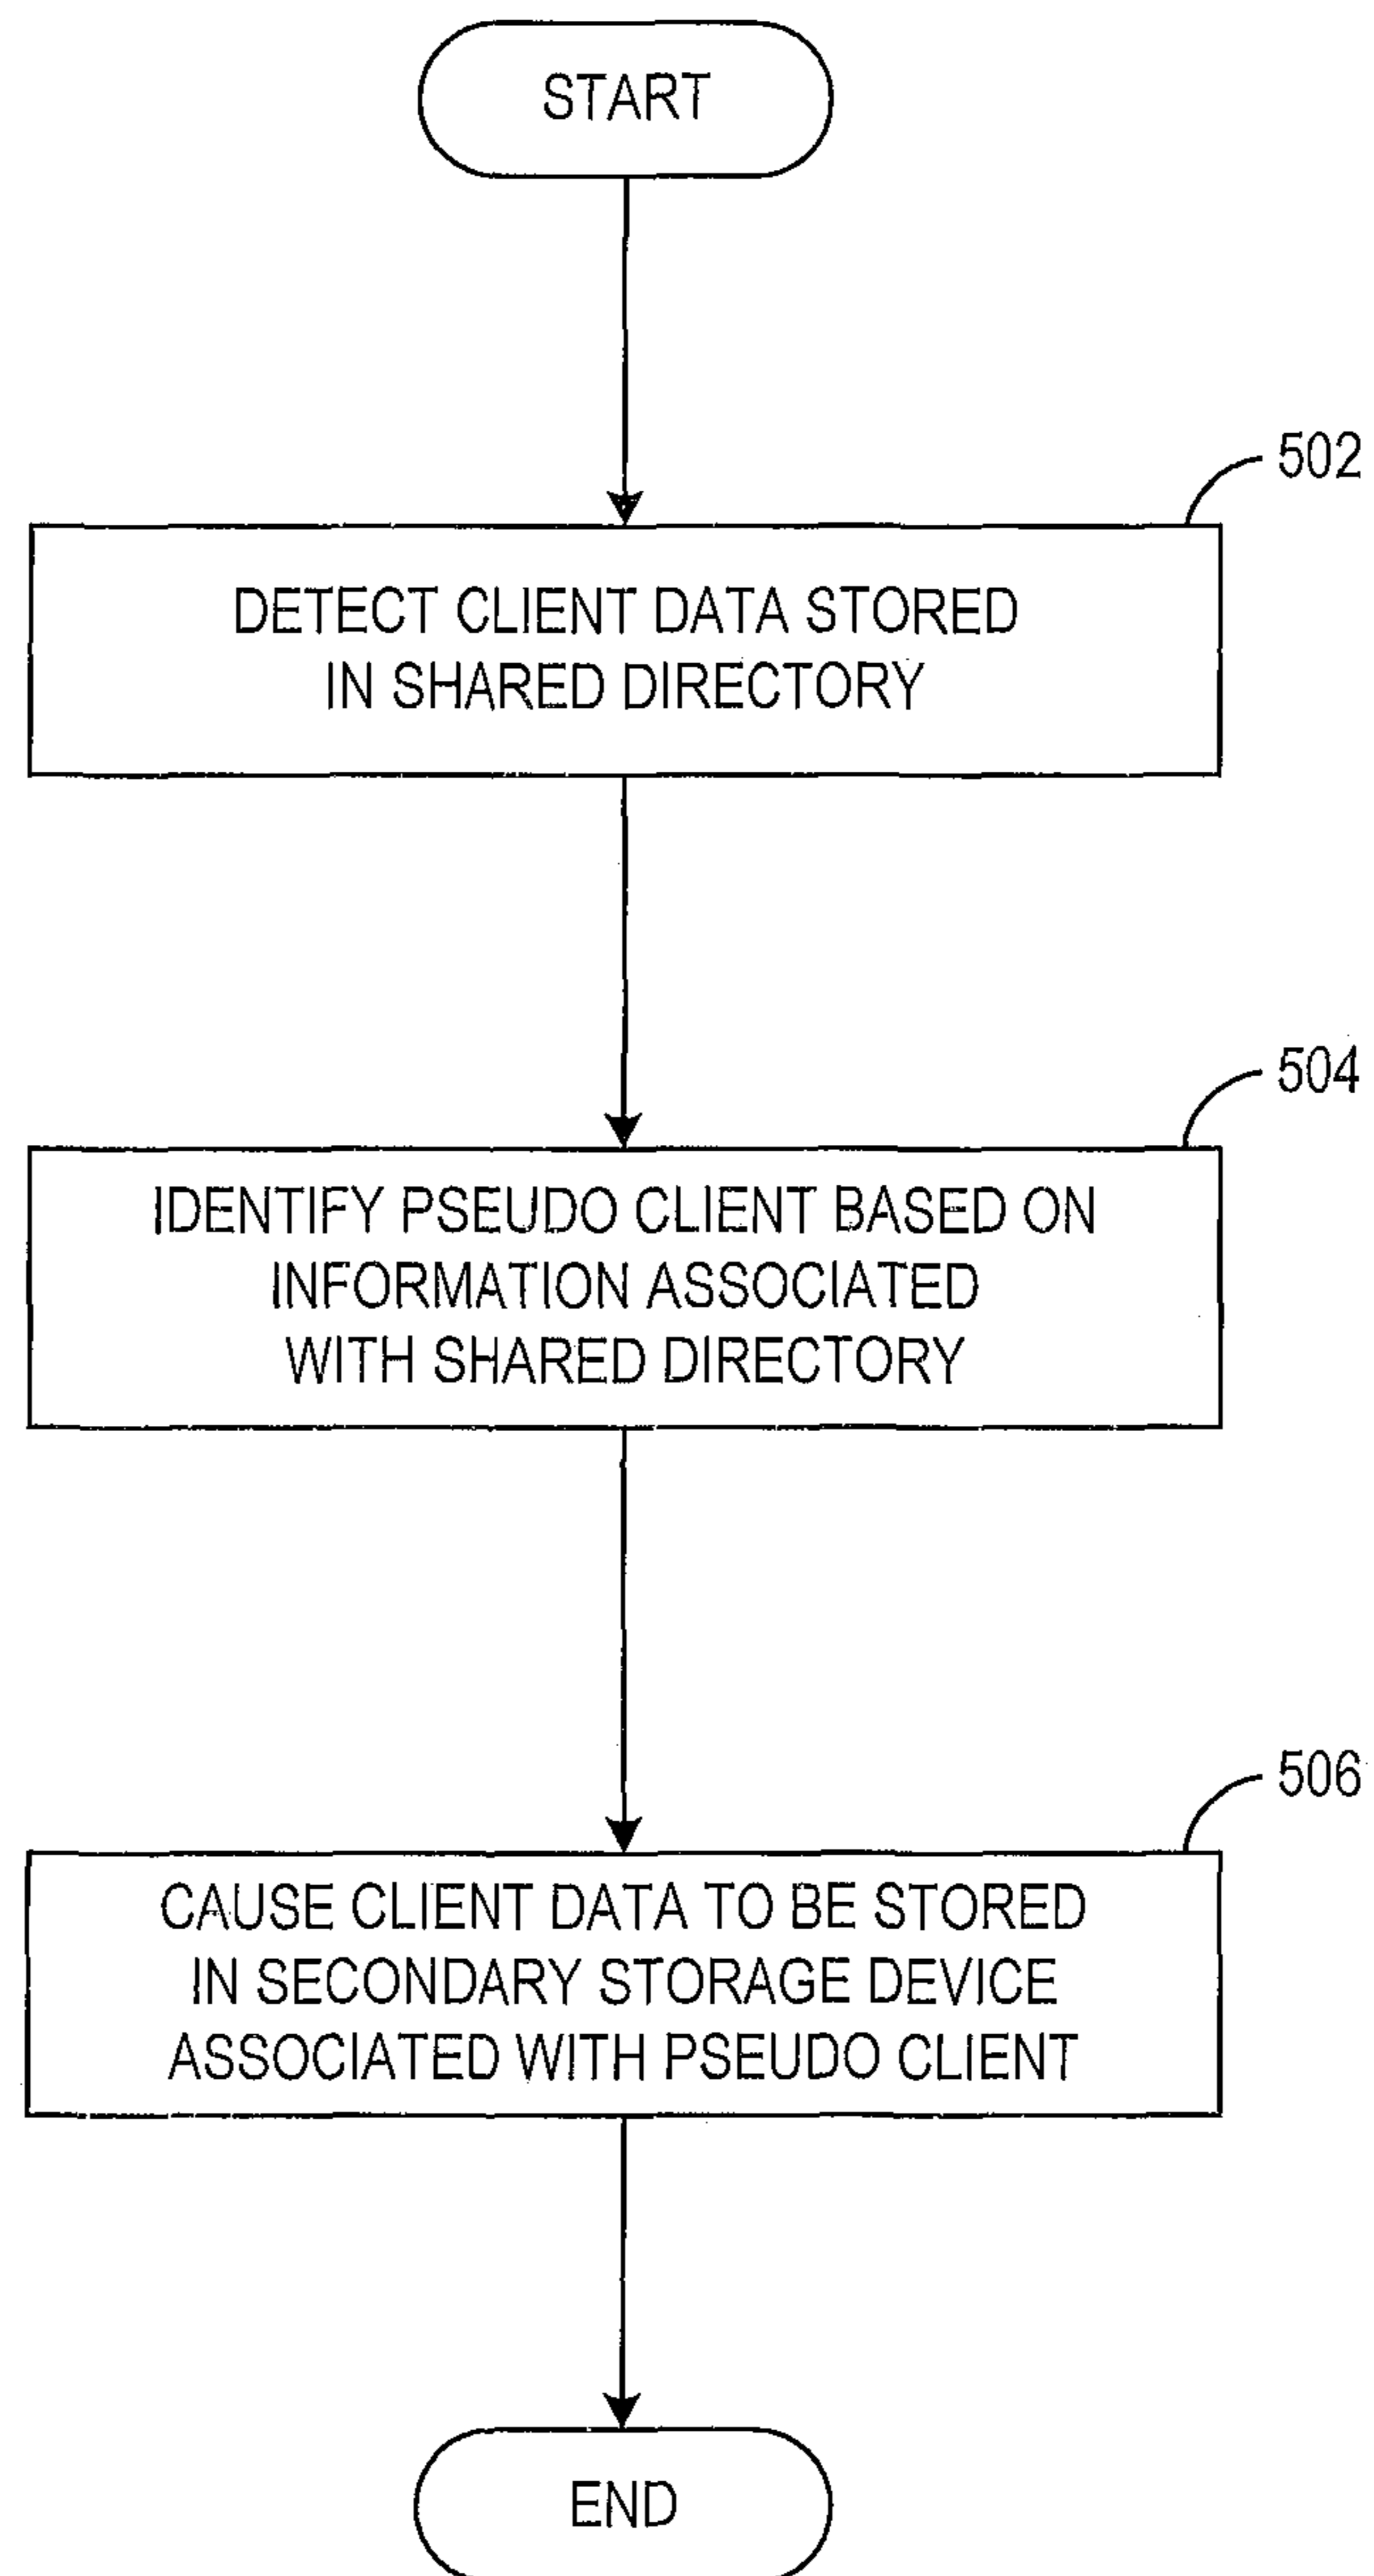 START
502
DETECT CLIENT DATA STORED
IN SHARED DIRECTORY
504
IDENTIFY PSEUDO CLIENT BASED ON
INFORMATION ASSOCIATED
WITH SHARED DIRECTORY
506
CAUSE CLIENT DATA TO BE STORED
IN SECONDARY STORAGE DEVICE
ASSOCIATED WITH PSEUDO CLIENT
END